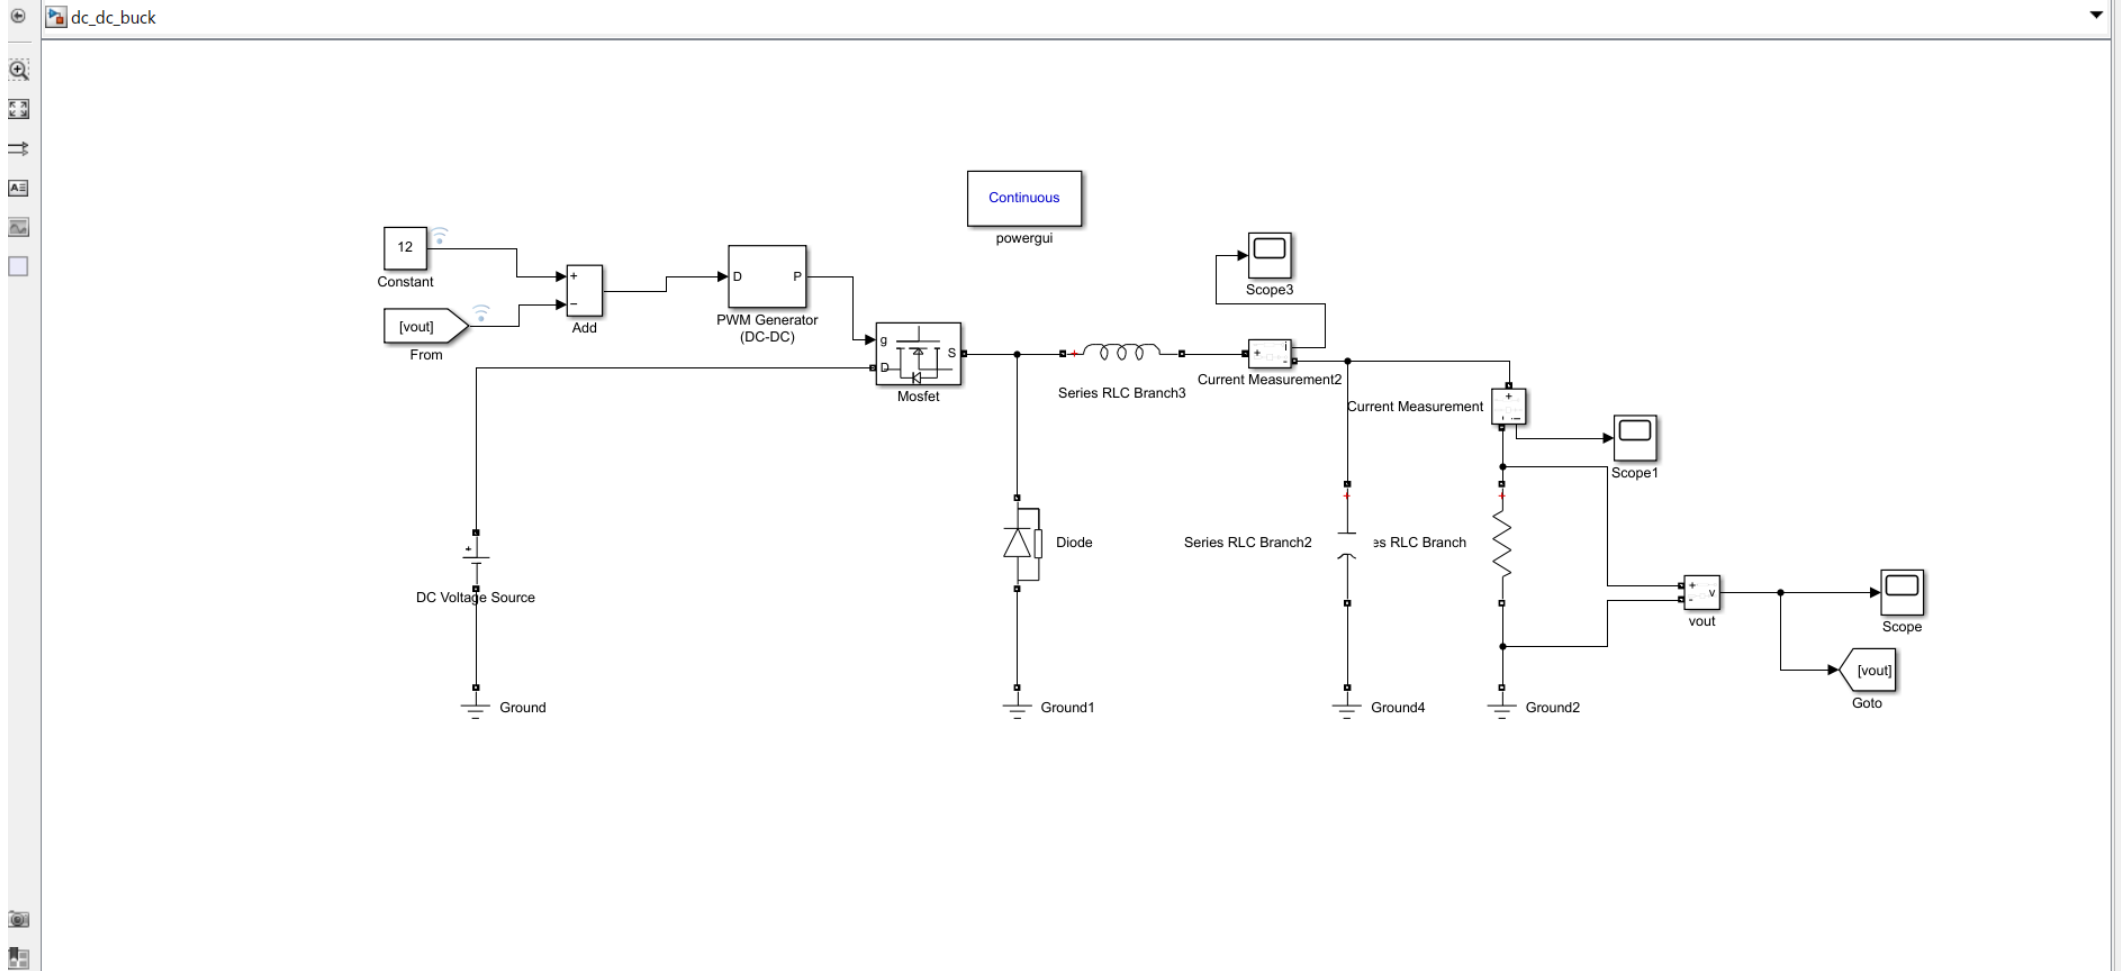 dc_dc_buck
Continuous
powergui
12
Constant
[vout]
From
+
−
Add
D
P
PWM Generator
(DC-DC)
g
D
S
Mosfet
Series RLC Branch3
Scope3
+
i
-
Current Measurement2
Current Measurement
+
-
i
Scope1
+
DC Voltage Source
Diode
Series RLC Branch2
es RLC Branch
+
-
v
vout
Scope
[vout]
Goto
Ground
Ground1
Ground4
Ground2